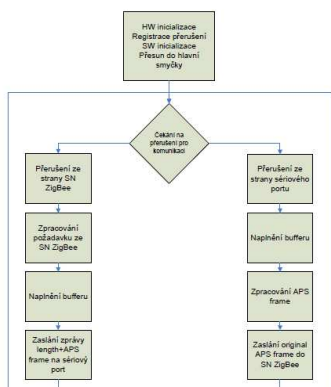 HW inicializace
Registrace přerušení
SW inicializace
Přesun do hlavní
smyčky
Čekání na
přerušení pro
komunikaci
Přerušení ze
strany SN
ZigBee
Zpracování
požadavku ze
SN ZigBee
Naplnění bufferu
Zaslání zprávy
length+APS
frame na sériový
port
Přerušení ze
strany sériového
portu
Naplnění bufferu
Zpracování APS
frame
Zaslání original
APS frame do
SN ZigBee